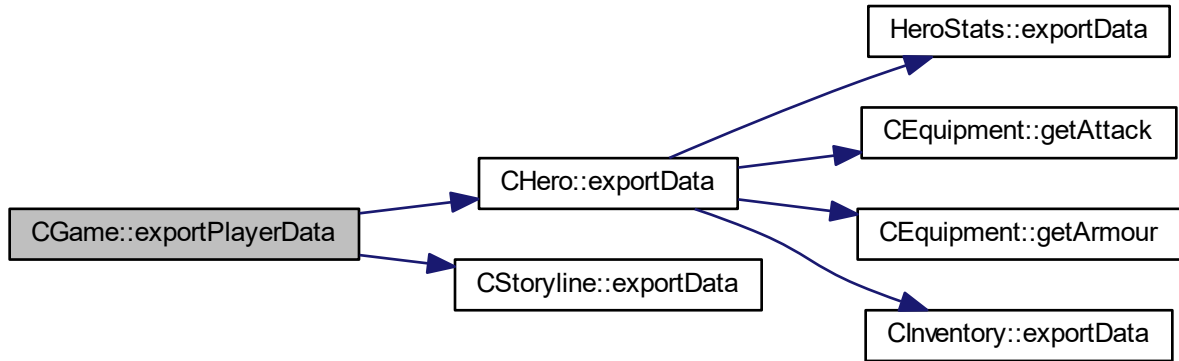 HeroStats::exportData
CEquipment::getAttack
CHero::exportData
CEquipment::getArmour
CGame::exportPlayerData
CStoryline::exportData
CInventory::exportData